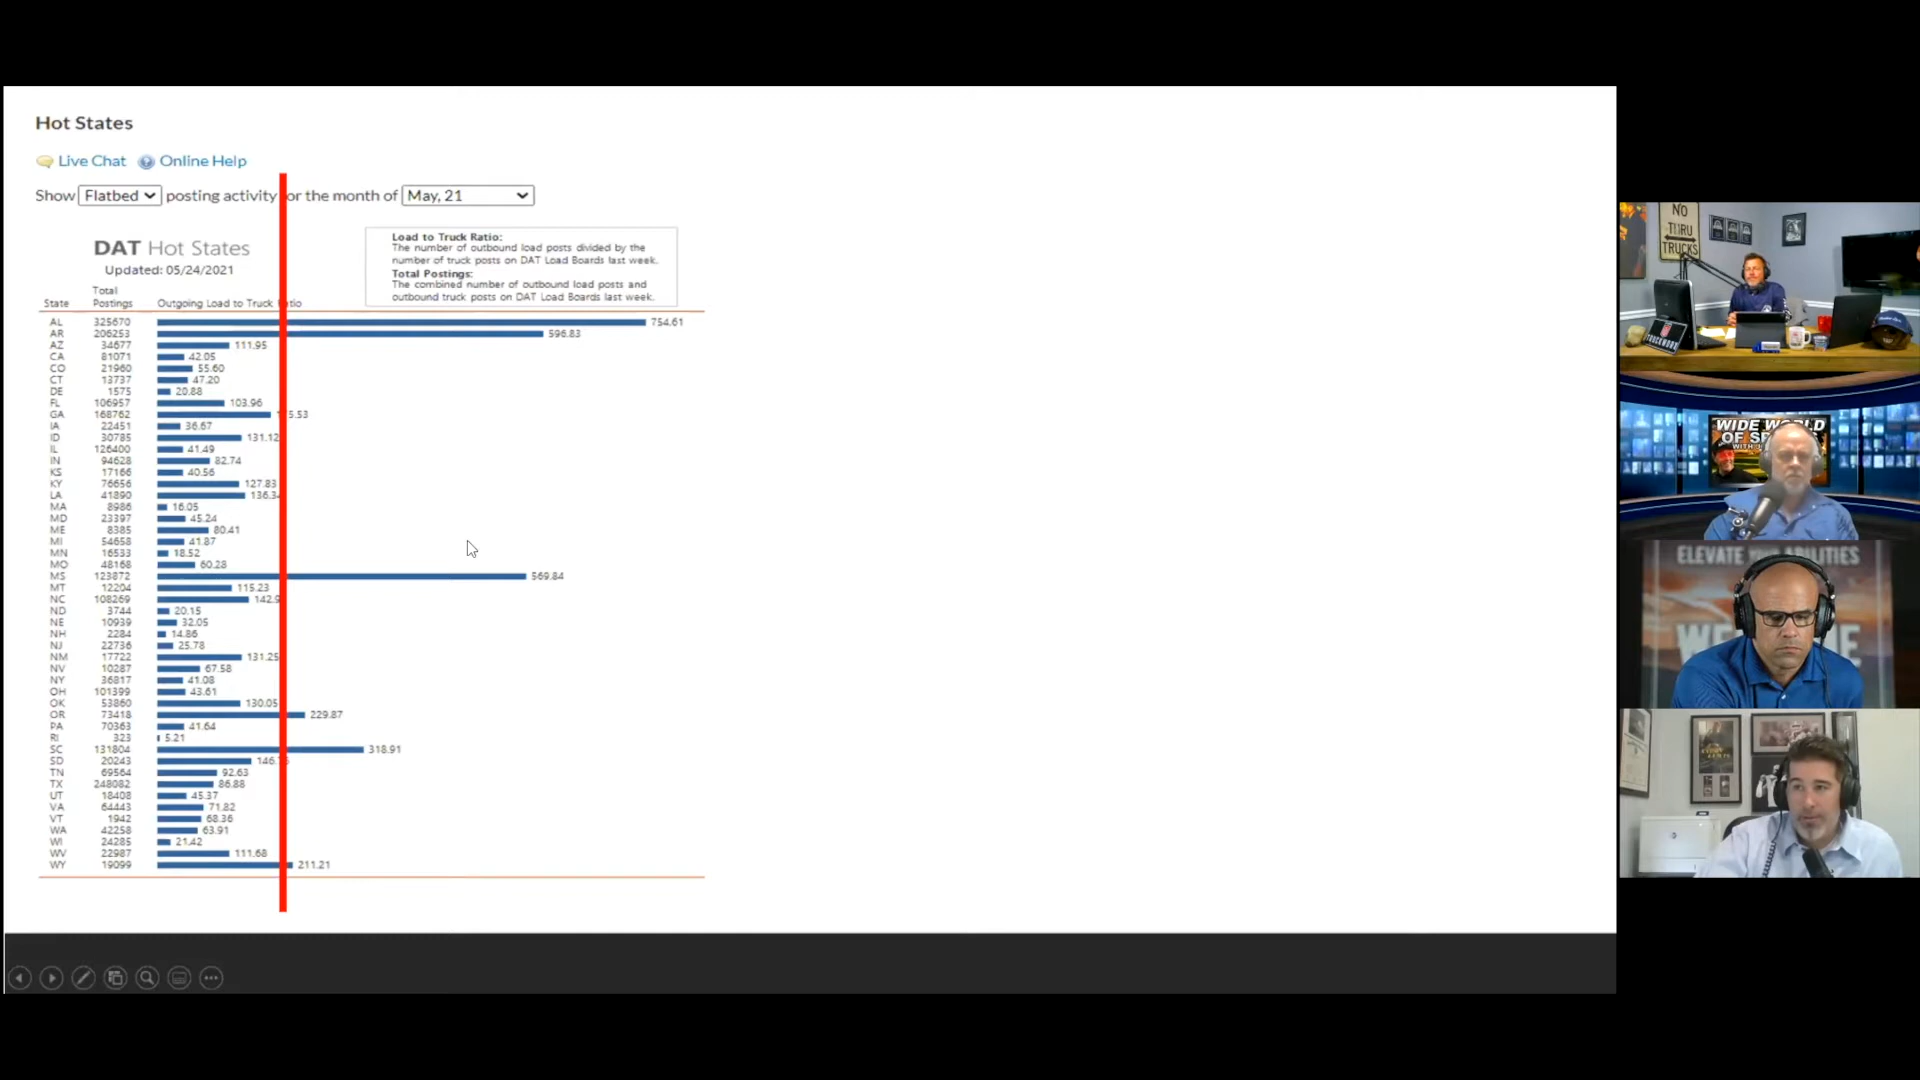 Hot States
Live Chat Online Help
Show Flatbed posting activity or the month of May, 21
DAT Hot States
Updated: 05/24/2021
Load to Truck Ratio:
The number of outbound load posts divided by the
number of truck posts on DAT Load Boards last week.
Total Postings:
The combined number of outbound load posts and
outbound truck posts on DAT Load Boards last week.
State Total Postings Outgoing Load to Truck
AL 325670 754.61
AR 206253 596.83
AZ 34677 111.95
CA 81071 42.05
CO 21960 55.60
CT 13737 47.20
DE 1575 20.88
FL 106957 103.96
GA 168762 5.53
IA 22451 36.67
ID 30785 131.12
IL 126400 41.49
IN 94628 82.74
KS 17166 40.56
KY 76656 127.83
LA 41890 136.3
MA 8986 16.05
MD 23397 45.24
ME 8385 80.41
MI 54658 41.87
MN 16533 18.52
MO 48168 60.28
MS 123872 569.84
MT 12204 115.23
NC 108269 142.9
ND 3744 20.15
NE 10939 32.05
NH 2284 14.86
NJ 22736 25.78
NM 17722 131.25
NV 10287 67.58
NY 36817 41.08
OH 101399 43.61
OK 53860 130.05
OR 73418 229.87
PA 70363 41.64
RI 323 5.21
SC 131804 318.91
SD 20243 146.
TN 69564 92.63
TX 248082 86.88
UT 18408 45.37
VA 64443 71.82
VT 1942 68.36
WA 42258 63.91
WI 24285 21.42
WV 22987 111.68
WY 19099 211.21
NO
THRU
TRUCKS
WIDE WORLD
ELEVATE